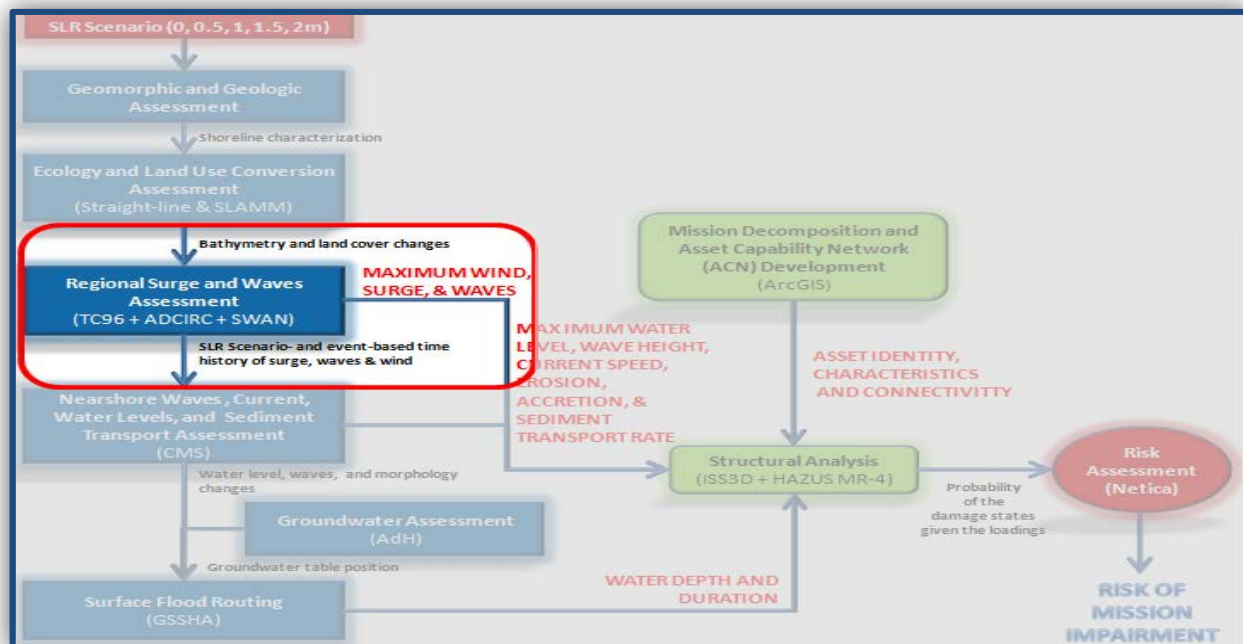 SLR Scenario (0, 0.5, 1, 1.5, 2m)
Geomorphic and Geologic
Assessment
Shoreline characterization
Ecology and Land Use Conversion
Assessment
(Straight-line & SLAMM)
Bathymetry and land cover changes
Regional Surge and Waves
Assessment
(TC96 + ADCIRC + SWAN)
MAXIMUM WIND,
SURGE, & WAVES
SLR Scenario- and event-based time
history of surge, waves & wind
Nearshore Waves, Current,
Water Levels, and Sediment
Transport Assessment
(CMS)
MAXIMUM WATER
LEVEL, WAVE HEIGHT,
CURRENT SPEED,
EROSION,
ACCRETION, &
SEDIMENT
TRANSPORT RATE
Water level, waves, and morphology
changes
Groundwater Assessment
(AdH)
Groundwater table position
Surface Flood Routing
(GSSHA)
WATER DEPTH AND
DURATION
Mission Decomposition and
Asset Capability Network
(ACN) Development
(ArcGIS)
ASSET IDENTITY,
CHARACTERISTICS
AND CONNECTIVITTY
Structural Analysis
(ISS3D + HAZUS MR-4)
Probability
of the
damage states
given the loadings
Risk
Assessment
(Netica)
RISK OF
MISSION
IMPAIRMENT